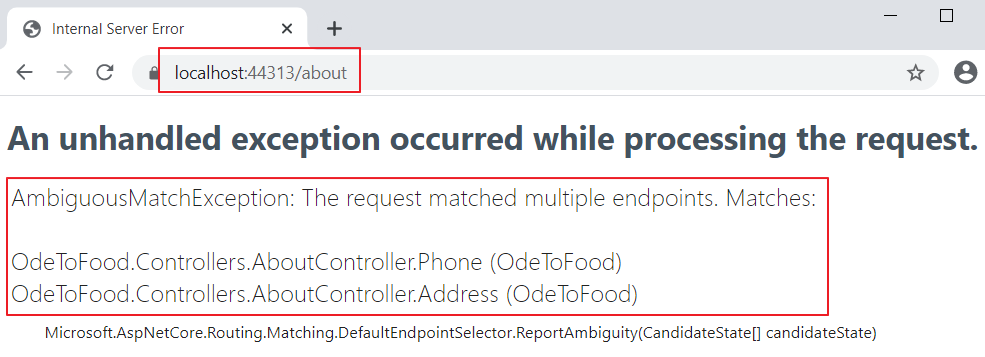 Internal Server Error
localhost:44313/about
An unhandled exception occurred while processing the request.
AmbiguousMatchException: The request matched multiple endpoints. Matches:
OdeToFood.Controllers.AboutController.Phone (OdeToFood)
OdeToFood.Controllers.AboutController.Address (OdeToFood)
Microsoft.AspNetCore.Routing.Matching.DefaultEndpointSelector.ReportAmbiguity(CandidateState[] candidateState)